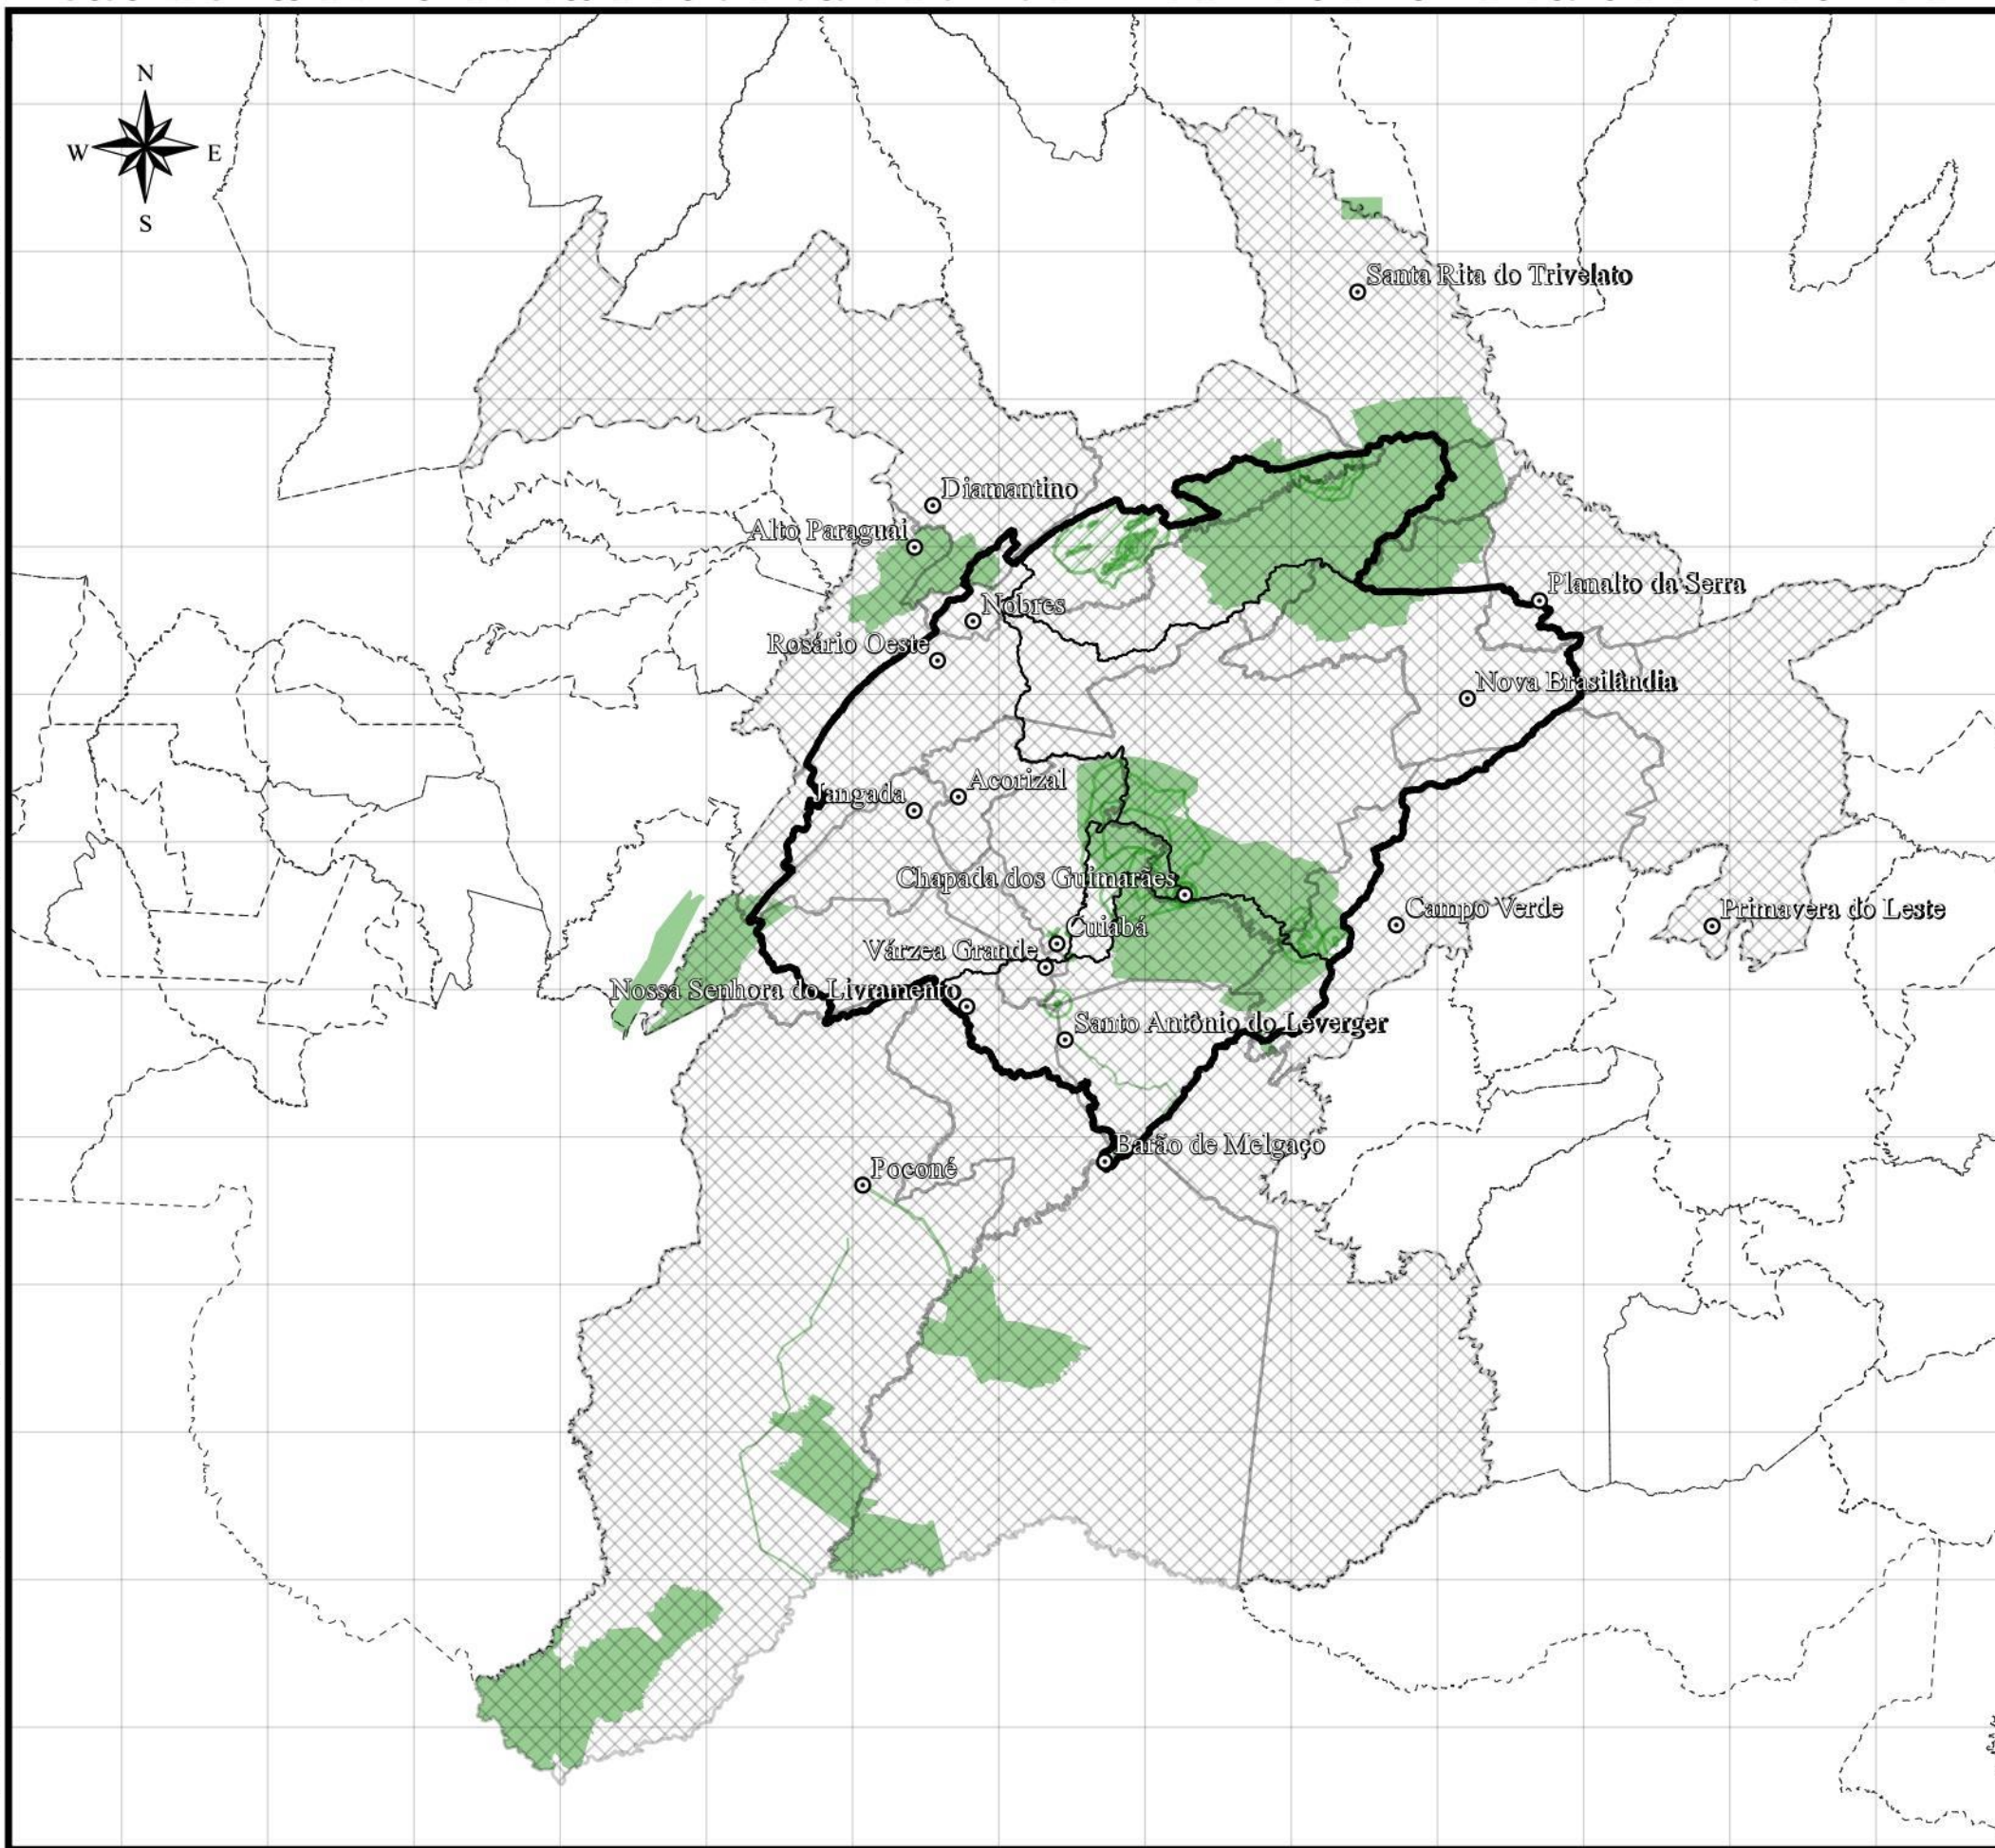 N
W E
S
Santa Rita do Trivelato
Diamantino
Alto Paraguai
Planalto da Serra
Nobres
Rosário Oeste
Nova Brasilândia
Acorizal
Jangada
Chapada dos Guimarães
Campo Verde
Primavera do Leste
Cuiabá
Várzea Grande
Nossa Senhora do Livramento
Santo Antônio do Leverger
Barão de Melgaço
Poconé